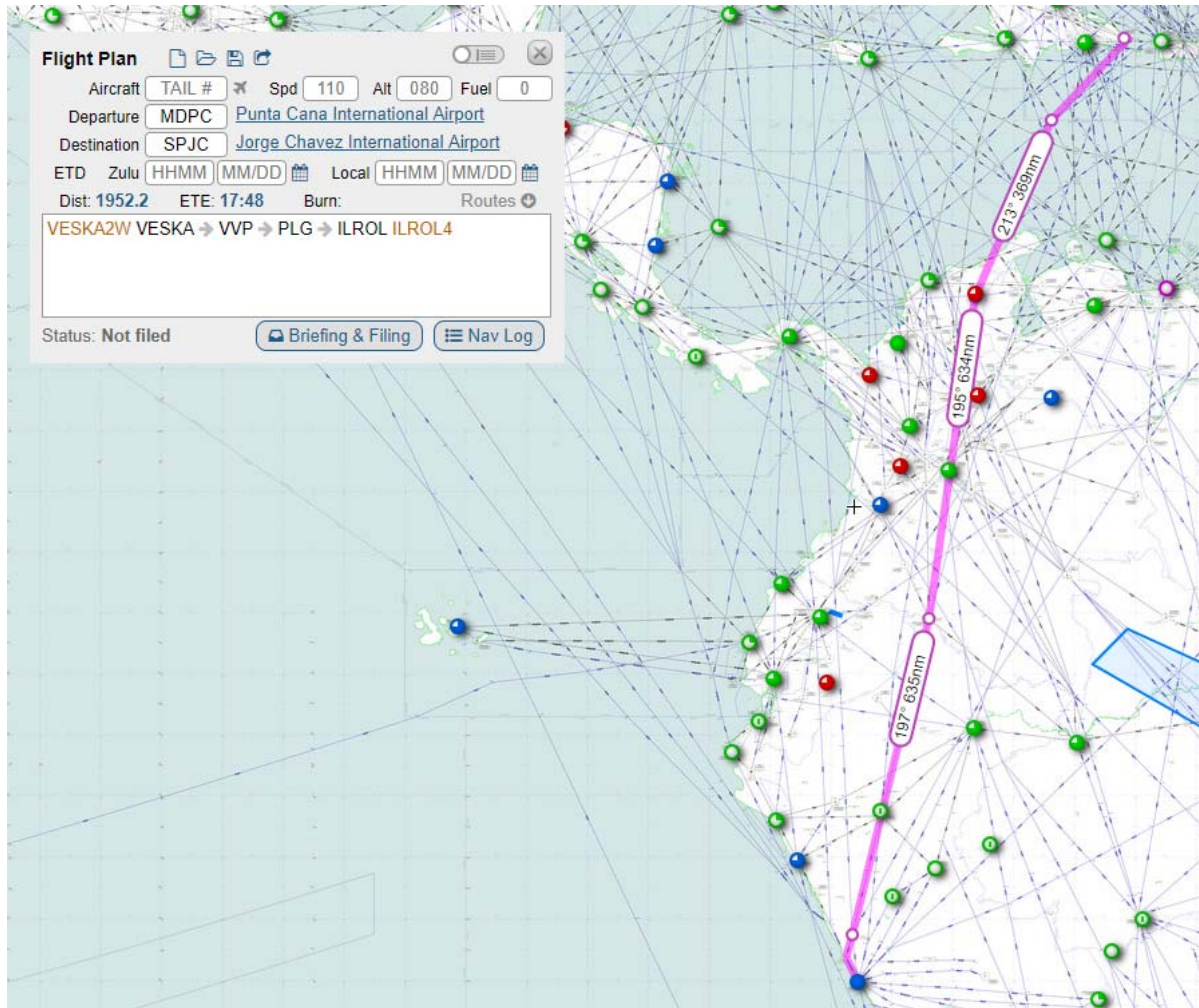 Flight Plan
Aircraft TAIL # Spd 110 Alt 080 Fuel 0
Departure MDPC Punta Cana International Airport
Destination SPJC Jorge Chavez International Airport
ETD Zulu HHMM MM/DD Local HHMM MM/DD
Dist: 1952.2 ETE: 17:48 Burn: Routes
VESKA2W VESKA → VVP → PLG → ILROL ILROL4
Status: Not filed Briefing & Filing Nav Log
213° 369nm
195° 634nm
197° 635nm